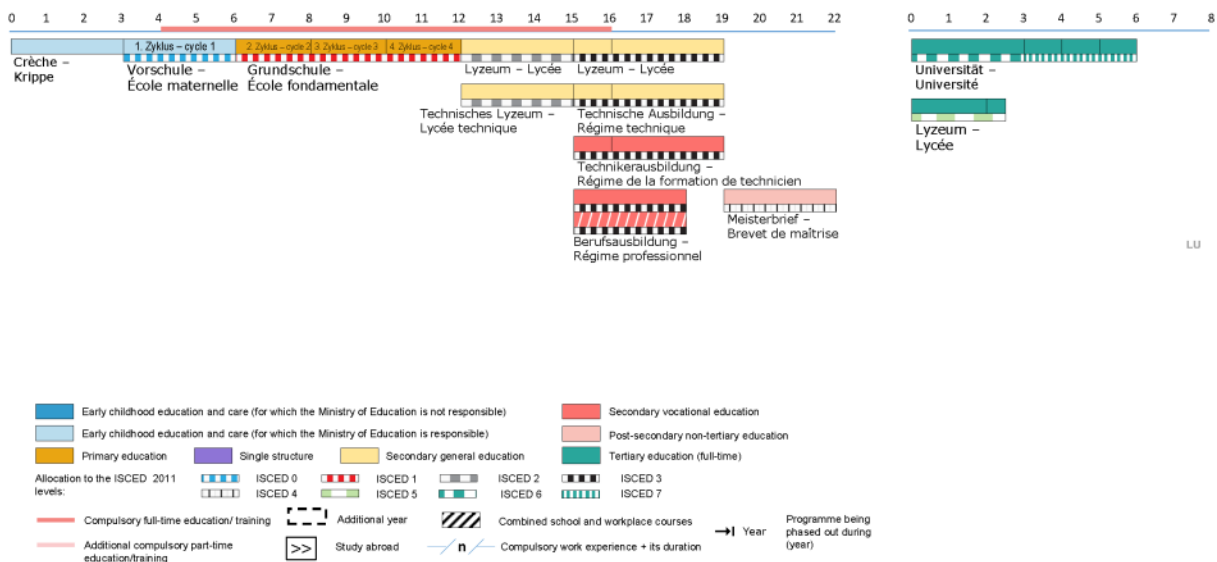 0 1 2 3 4 5 6 7 8 9 10 11 12 13 14 15 16 17 18 19 20 21 22
0 1 2 3 4 5 6 7 8
1. Zyklus – cycle 1
2. Zyklus – cycle 2
3. Zyklus – cycle 3
4. Zyklus – cycle 4
Crèche –
Krippe
Vorschule –
École maternelle
Grundschule –
École fondamentale
Lyzeum – Lycée
Lyzeum – Lycée
Universität –
Université
Technisches Lyzeum –
Lycée technique
Technische Ausbildung –
Régime technique
Lyzeum –
Lycée
Technikerausbildung –
Régime de la formation de technicien
Berufsausbildung –
Régime professionnel
Meisterbrief –
Brevet de maîtrise
LU
Early childhood education and care (for which the Ministry of Education is not responsible)
Secondary vocational education
Early childhood education and care (for which the Ministry of Education is responsible)
Post-secondary non-tertiary education
Primary education
Single structure
Secondary general education
Tertiary education (full-time)
Allocation to the ISCED 2011
levels:
ISCED 0
ISCED 1
ISCED 2
ISCED 3
ISCED 4
ISCED 5
ISCED 6
ISCED 7
Compulsory full-time education/ training
Additional year
Combined school and workplace courses
Year
Programme being
phased out during
(year)
Additional compulsory part-time
education/training
>>
Study abroad
n
Compulsory work experience + its duration